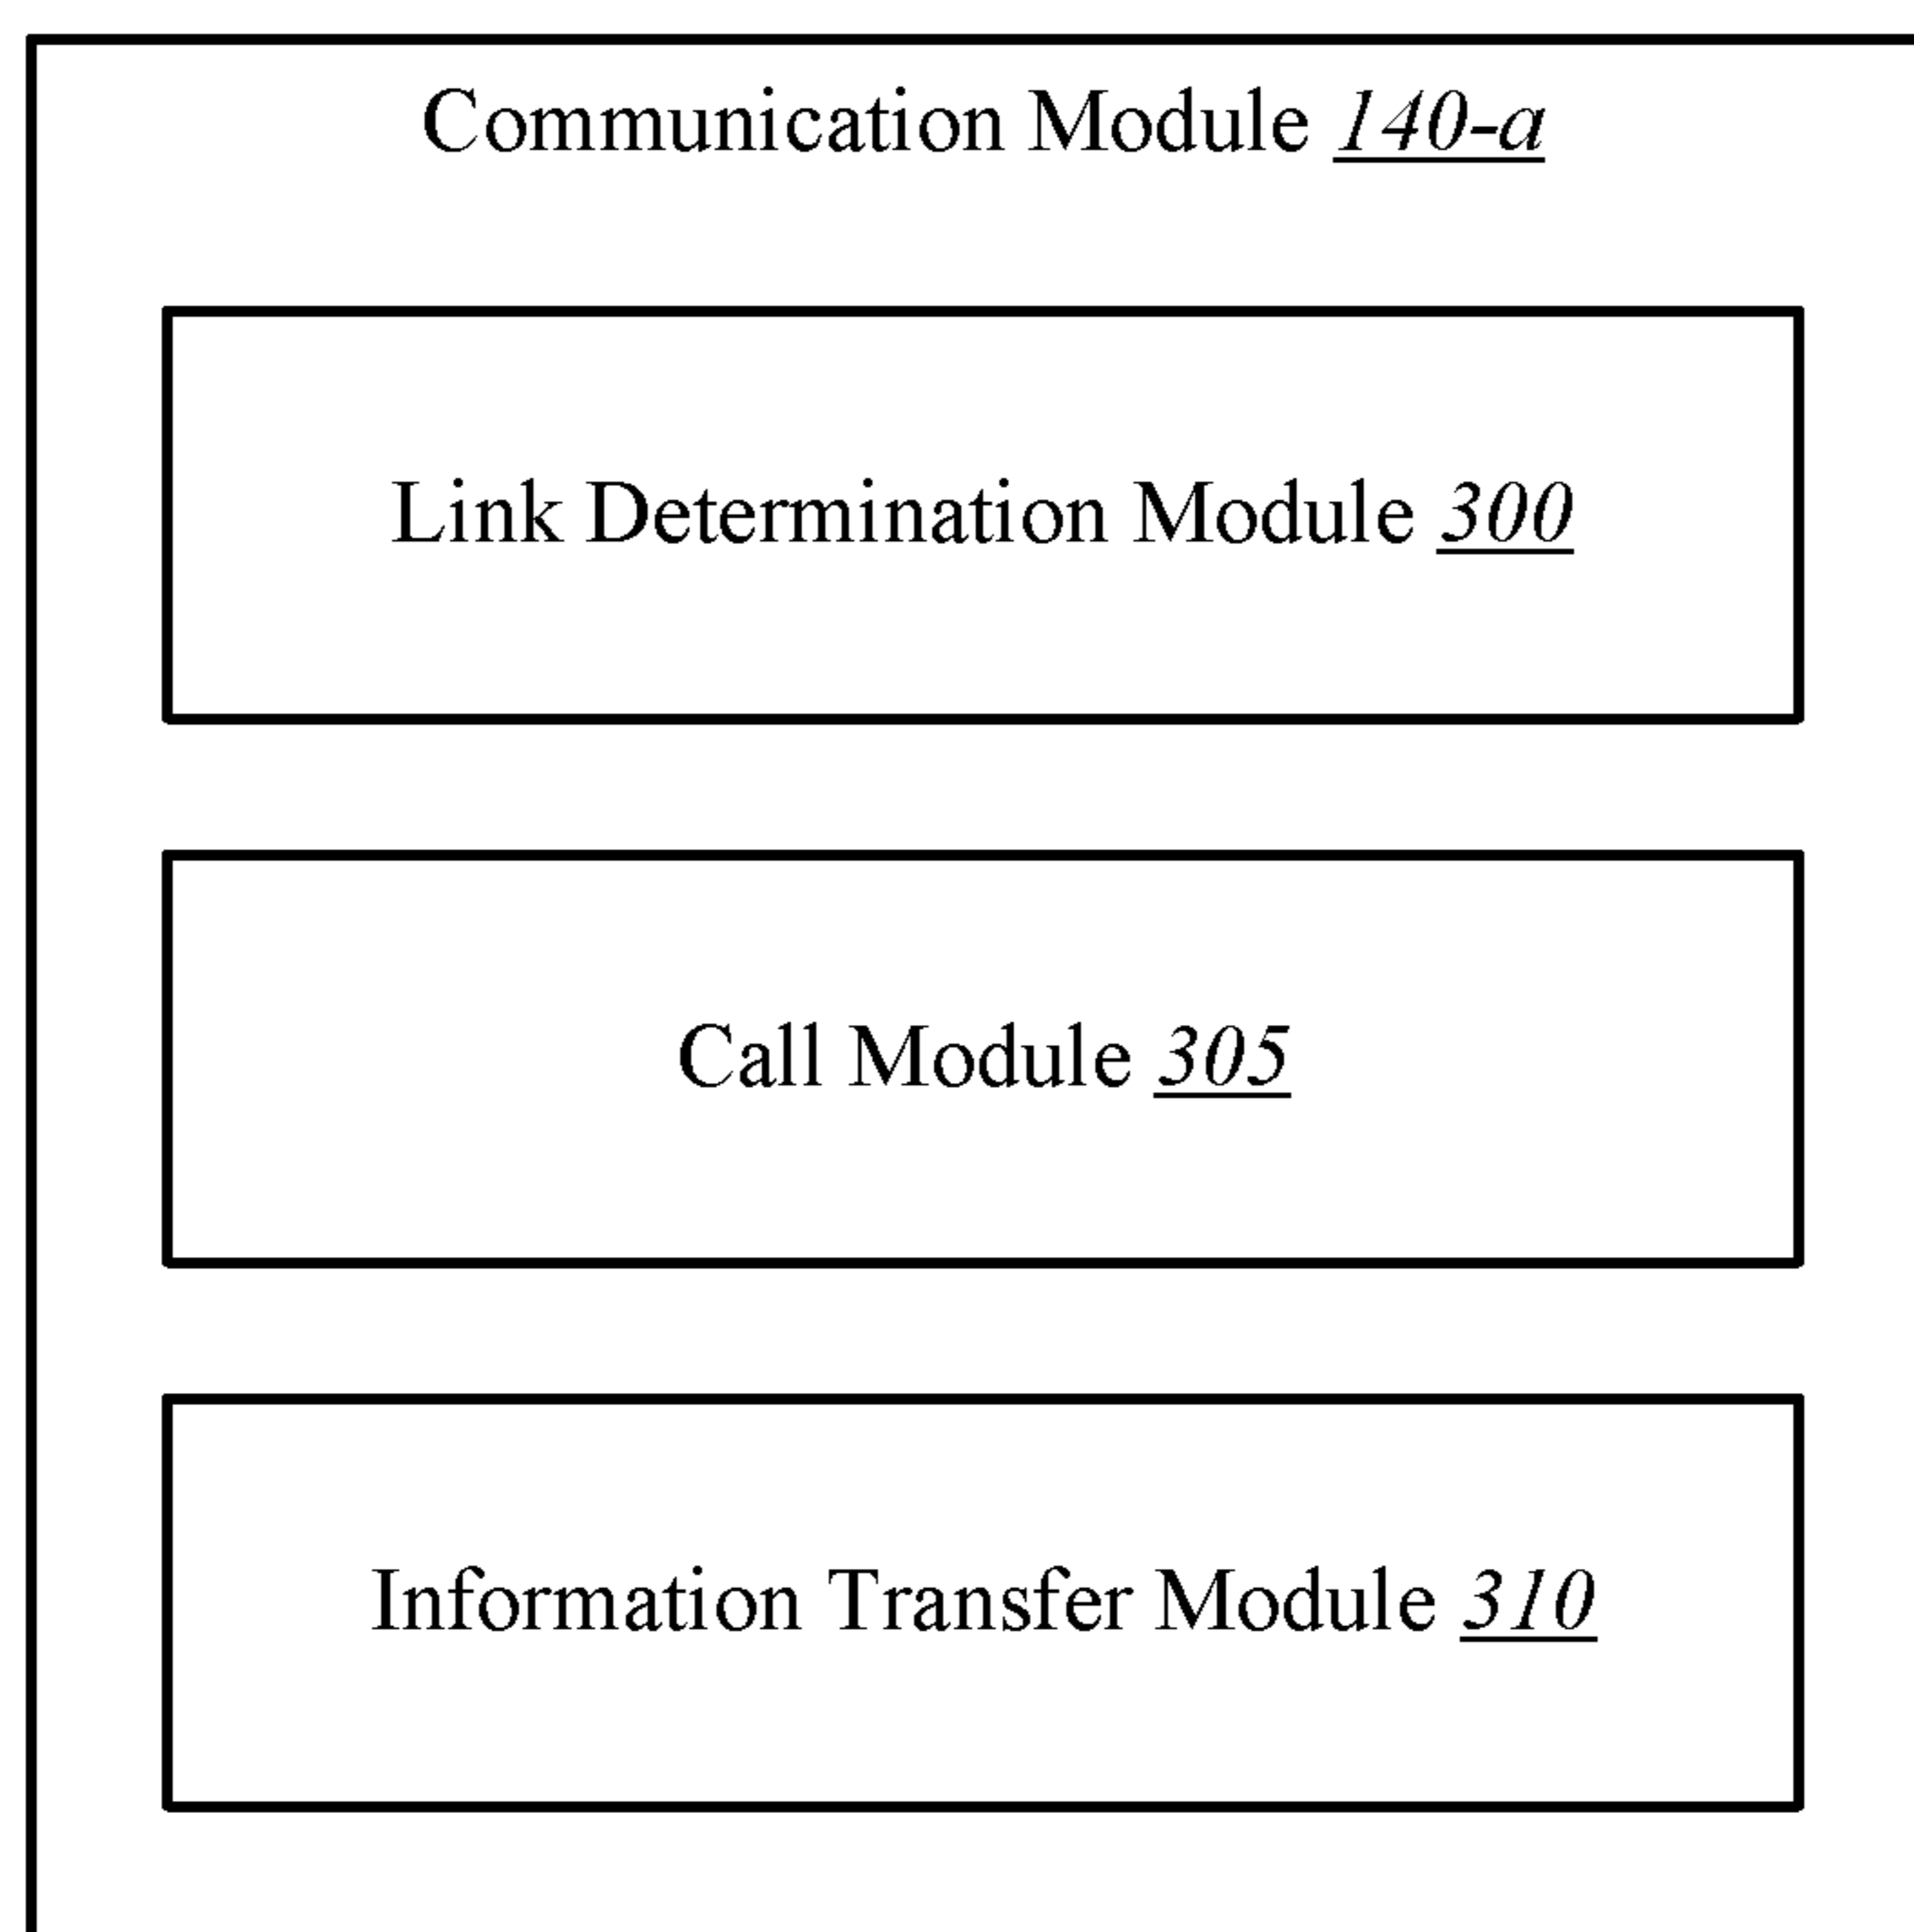 Communication Module 140-a
Link Determination Module 300
Call Module 305
Information Transfer Module 310